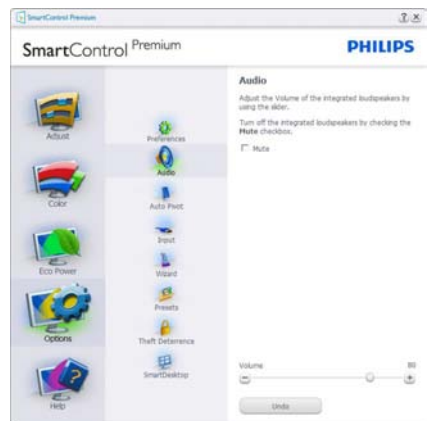 SmartControl Premium
SmartControl Premium
PHILIPS
Adjust
Color
Eco Power
Options
Help
Preferences
Audio
Auto Pivot
Input
Wizard
Presets
Theft Deterrence
SmartDesktop
Audio
Adjust the Volume of the integrated loudspeakers by
using the slider.
Turn off the integrated loudspeakers by checking the
Mute checkbox.
Mute
Volume
80
Undo